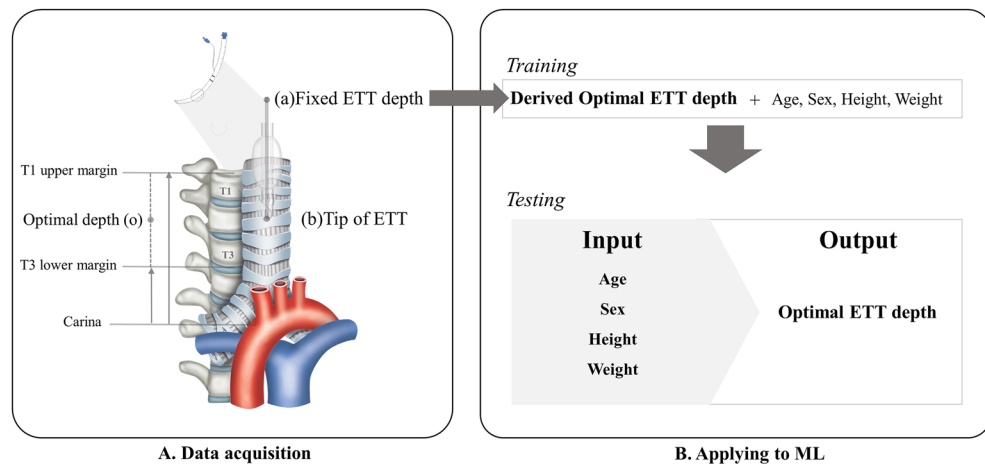 (a)Fixed ETT depth
T1 upper margin
T1
Optimal depth (o)
(b)Tip of ETT
T3
T3 lower margin
Carina
A. Data acquisition
Training
Derived Optimal ETT depth + Age, Sex, Height, Weight
Testing
Input
Age
Sex
Height
Weight
Output
Optimal ETT depth
B. Applying to ML